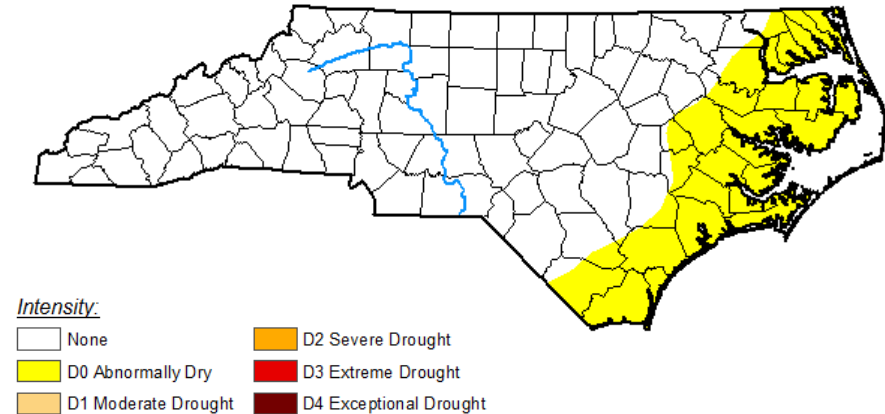 Intensity:
None
D0 Abnormally Dry
D1 Moderate Drought
D2 Severe Drought
D3 Extreme Drought
D4 Exceptional Drought